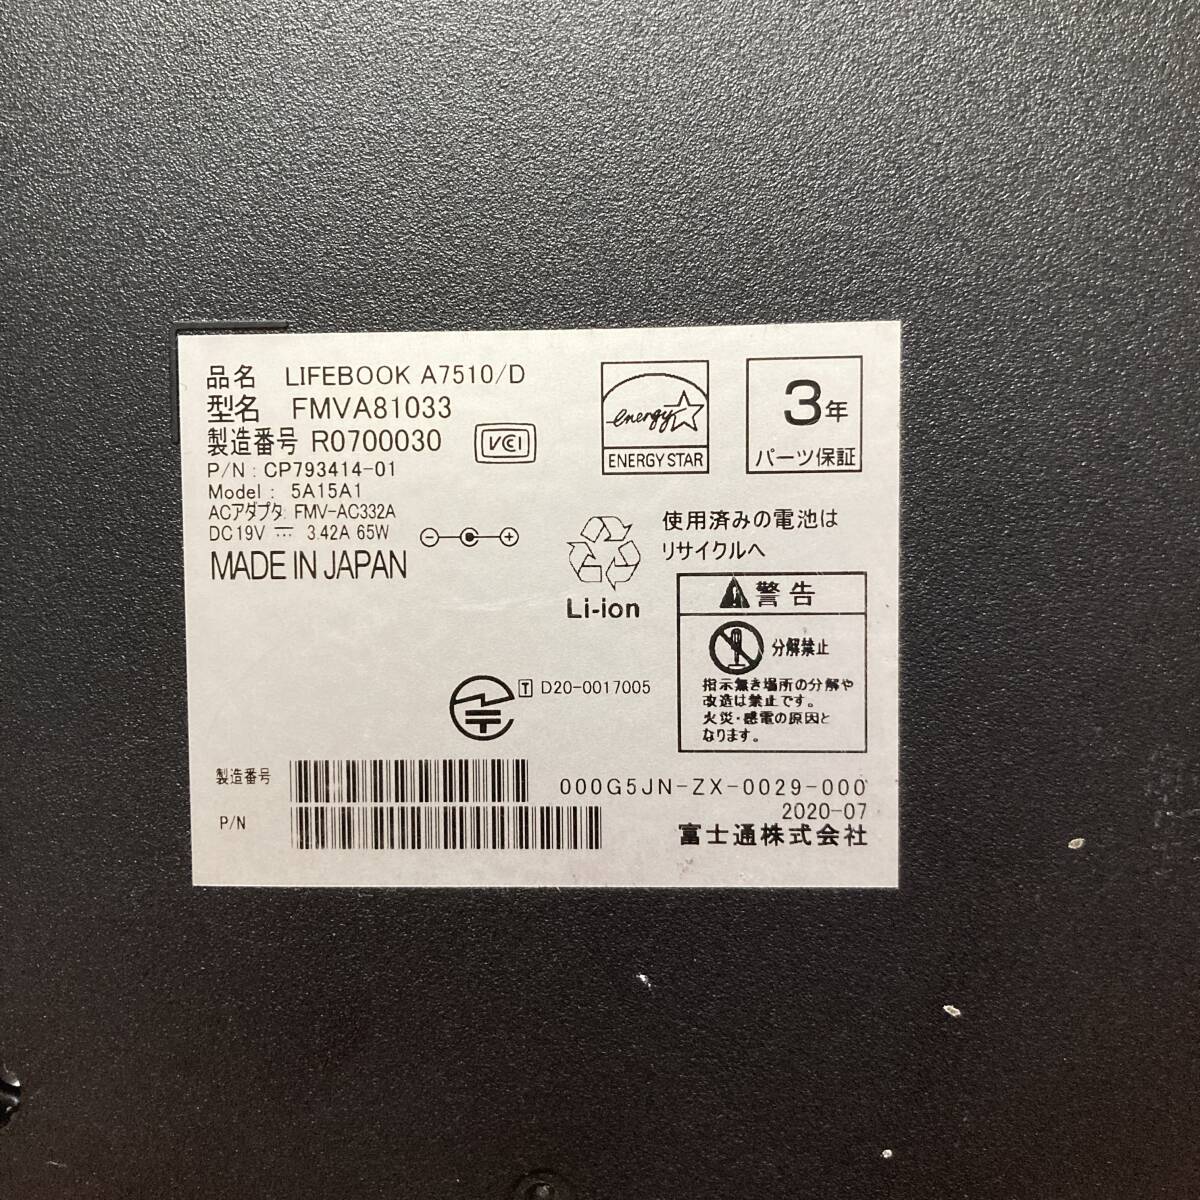 品名 LIFEBOOK A7510/D
型名 FMVA81033
製造番号 R0700030
VCCI
P/N : CP793414-01
Model : 5A15A1
ACアダプタ: FMV-AC332A
DC19V ⎓ 3.42A 65W
MADE IN JAPAN
energy
ENERGY STAR
3年
パーツ保証
使用済みの電池は
リサイクルへ
Li-ion
警告
分解禁止
指示無き場所の分解や
改造は禁止です。
火災・感電の原因と
なります。
T D20-0017005
製造番号
P/N
000G5JN-ZX-0029-000
2020-07
富士通株式会社